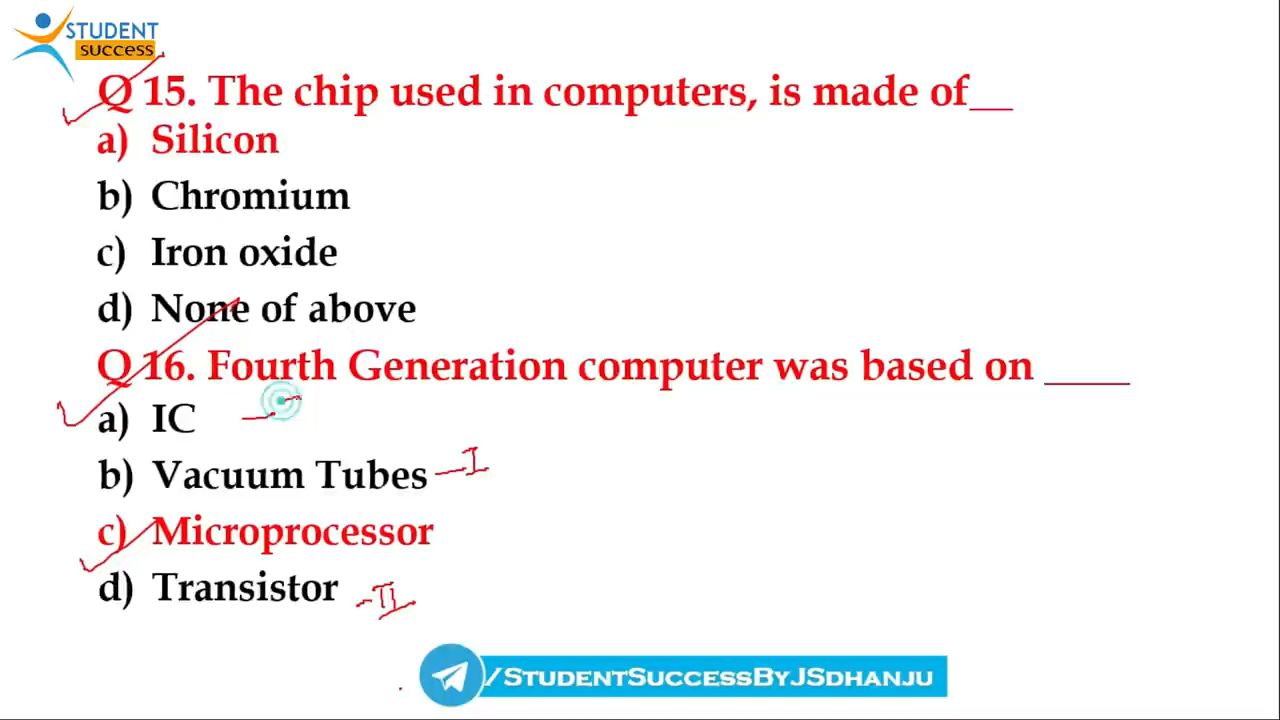 STUDENT
SUCCESS
Q 15. The chip used in computers, is made of__
a) Silicon
b) Chromium
c) Iron oxide
d) None of above
Q 16. Fourth Generation computer was based on ____
a) IC
b) Vacuum Tubes - I
c) Microprocessor
d) Transistor - II
/StudentSuccessByJSdhanju